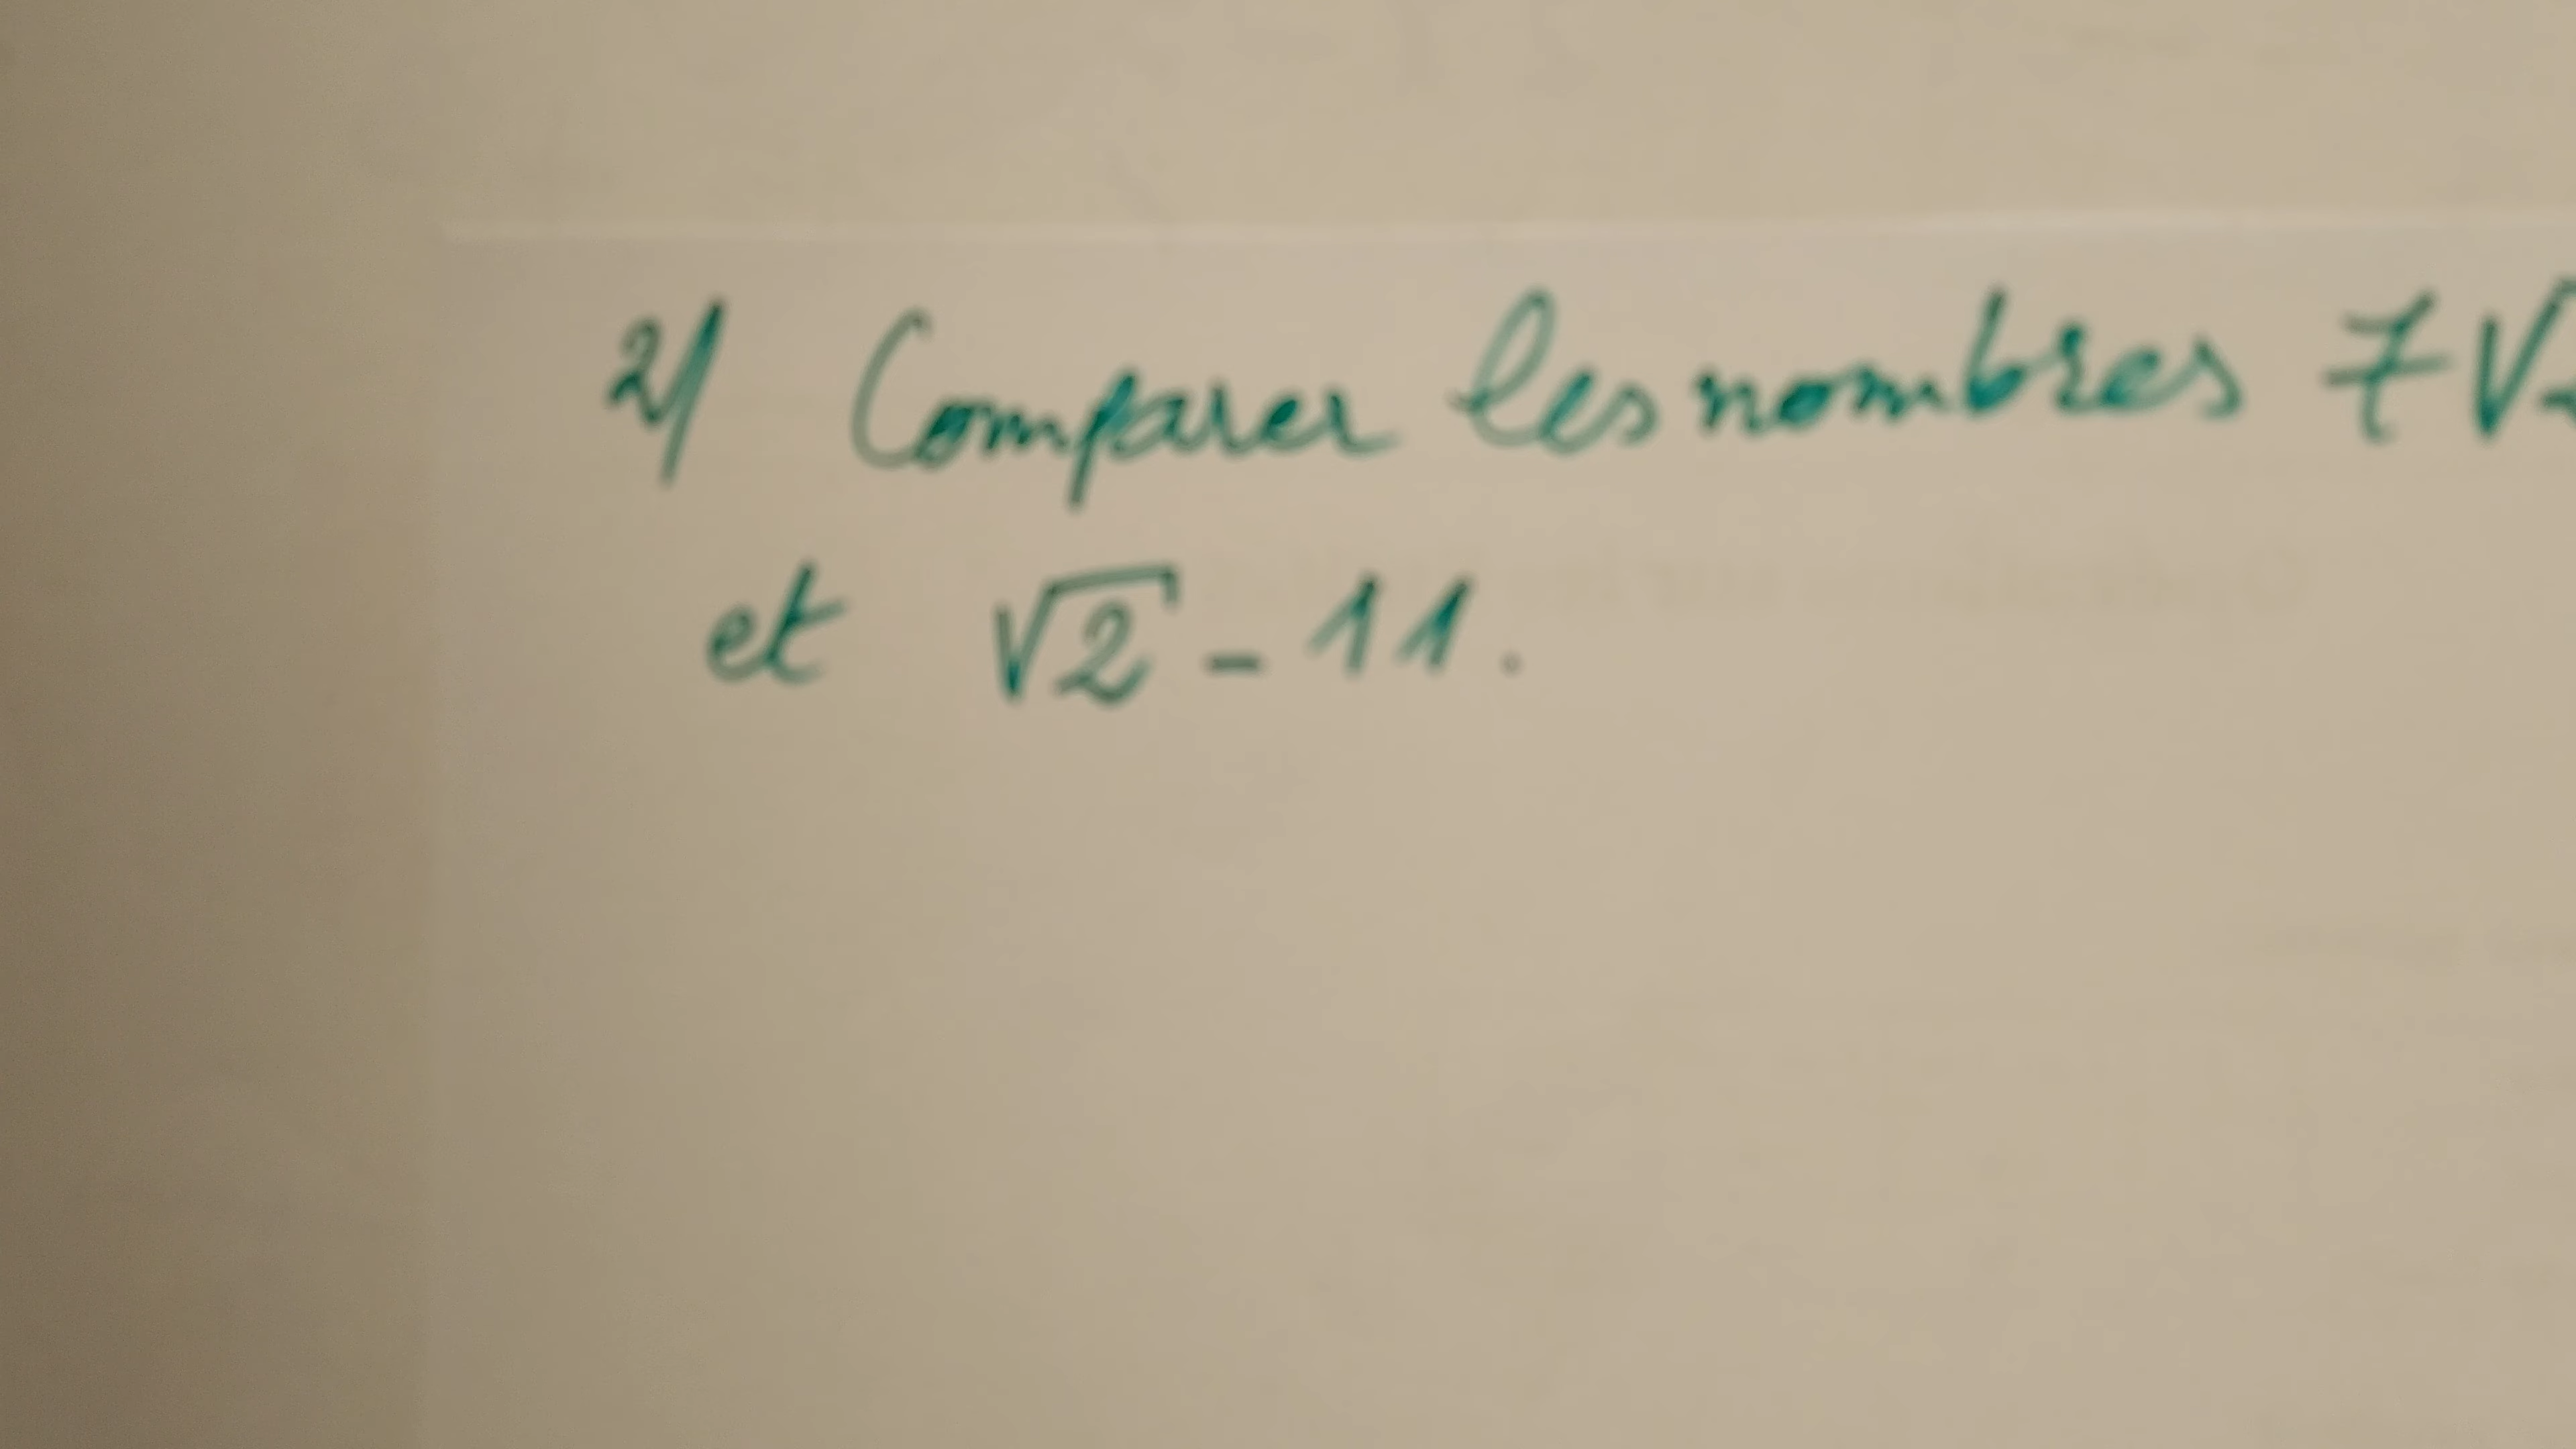 2) Comparer les nombres 7√
et √2 - 11.